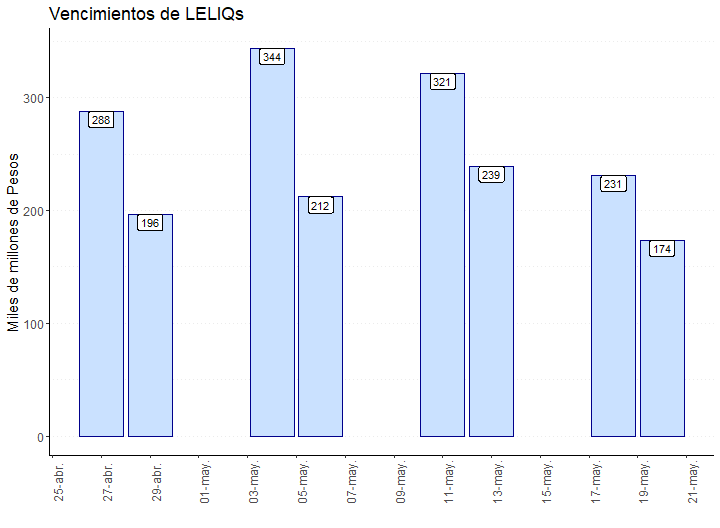 Vencimientos de LELIQs
Miles de millones de Pesos
300
200
100
0
288
196
344
212
321
239
231
174
25-abr.
27-abr.
29-abr.
01-may.
03-may.
05-may.
07-may.
09-may.
11-may.
13-may.
15-may.
17-may.
19-may.
21-may.